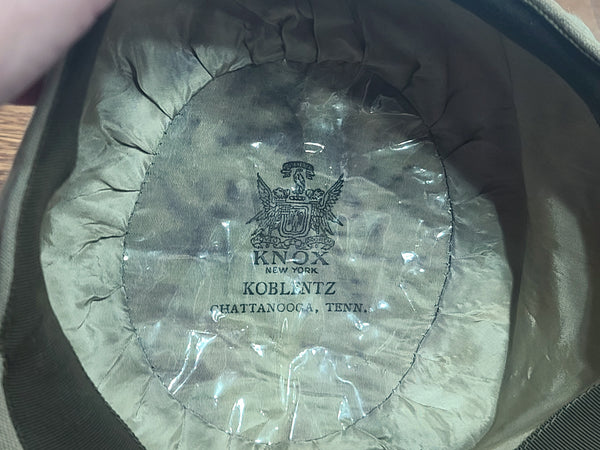 KNOX
NEW YORK
KOBLENTZ
CHATTANOOGA, TENN.